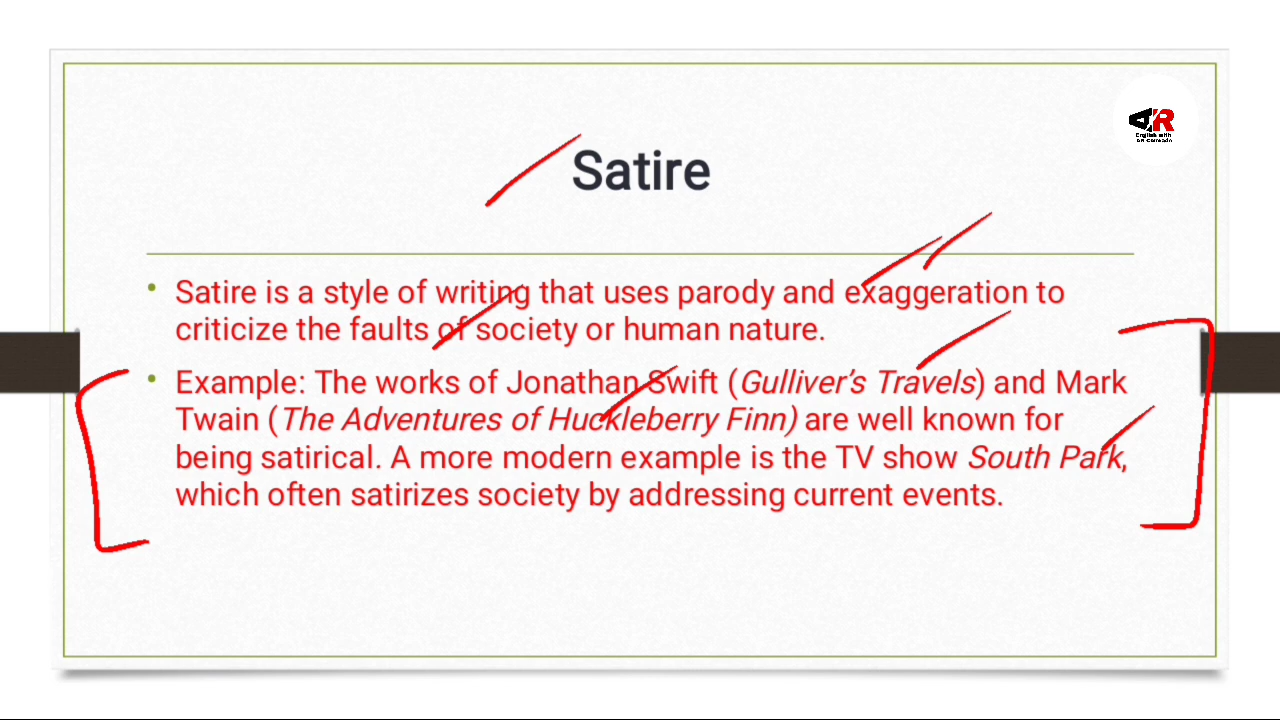 AR
English with
Satire
• Satire is a style of writing that uses parody and exaggeration to
criticize the faults of society or human nature.
• Example: The works of Jonathan Swift (Gulliver’s Travels) and Mark
Twain (The Adventures of Huckleberry Finn) are well known for
being satirical. A more modern example is the TV show South Park,
which often satirizes society by addressing current events.